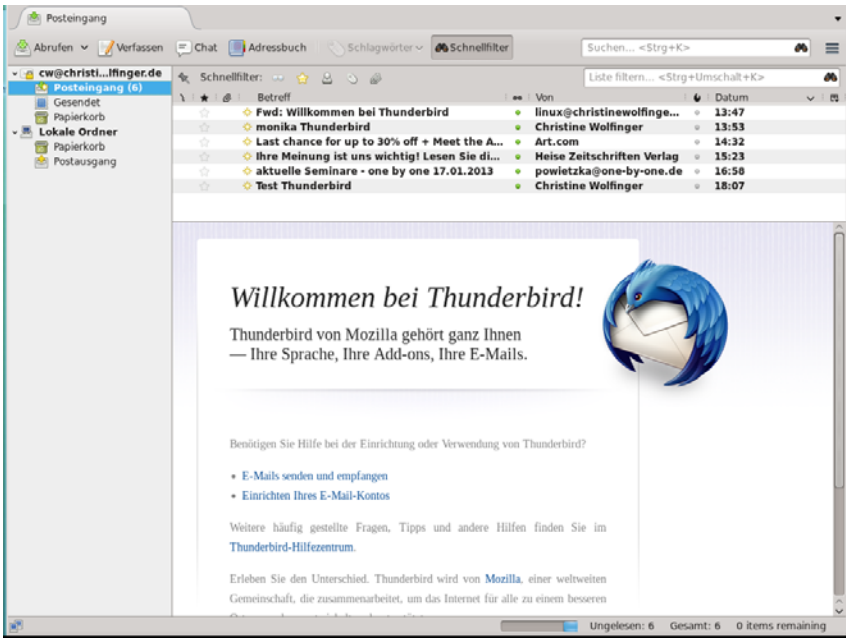 Posteingang
Abrufen Verfassen Chat Adressbuch Schlagwörter Schnellfilter Suchen... <Strg+K>
cw@christi...lfinger.de
Posteingang (6)
Gesendet
Papierkorb
Lokale Ordner
Papierkorb
Postausgang
Schnellfilter: Liste filtern... <Strg+Umschalt+K>
Betreff Von Datum
Fwd: Willkommen bei Thunderbird linux@christinewolfinge... 13:47
monika Thunderbird Christine Wolfinger 13:53
Last chance for up to 30% off + Meet the A... Art.com 14:32
Ihre Meinung ist uns wichtig! Lesen Sie di... Heise Zeitschriften Verlag 15:23
aktuelle Seminare - one by one 17.01.2013 powietzka@one-by-one.de 16:58
Test Thunderbird Christine Wolfinger 18:07
Willkommen bei Thunderbird!
Thunderbird von Mozilla gehört ganz Ihnen
— Ihre Sprache, Ihre Add-ons, Ihre E-Mails.
Benötigen Sie Hilfe bei der Einrichtung oder Verwendung von Thunderbird?
• E-Mails senden und empfangen
• Einrichten Ihres E-Mail-Kontos
Weitere häufig gestellte Fragen, Tipps und andere Hilfen finden Sie im
Thunderbird-Hilfezentrum.
Erleben Sie den Unterschied. Thunderbird wird von Mozilla, einer weltweiten
Gemeinschaft, die zusammenarbeitet, um das Internet für alle zu einem besseren
Ungelesen: 6 Gesamt: 6 0 items remaining